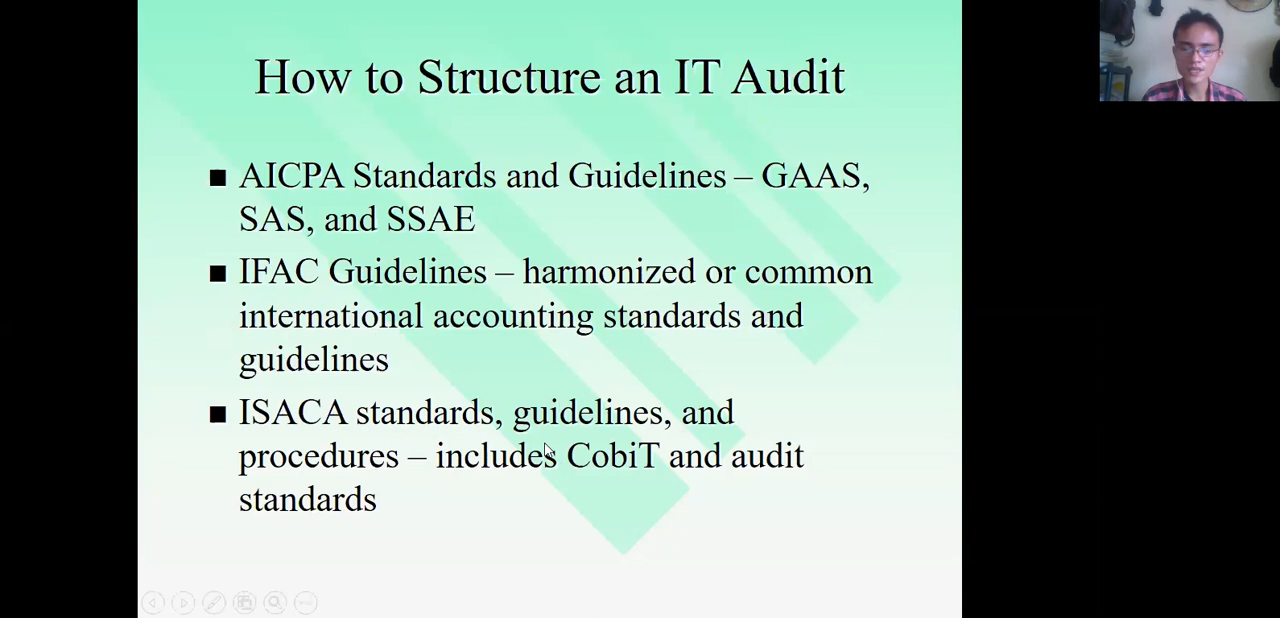 How to Structure an IT Audit
■ AICPA Standards and Guidelines – GAAS,
SAS, and SSAE
■ IFAC Guidelines – harmonized or common
international accounting standards and
guidelines
■ ISACA standards, guidelines, and
procedures – includes CobiT and audit
standards